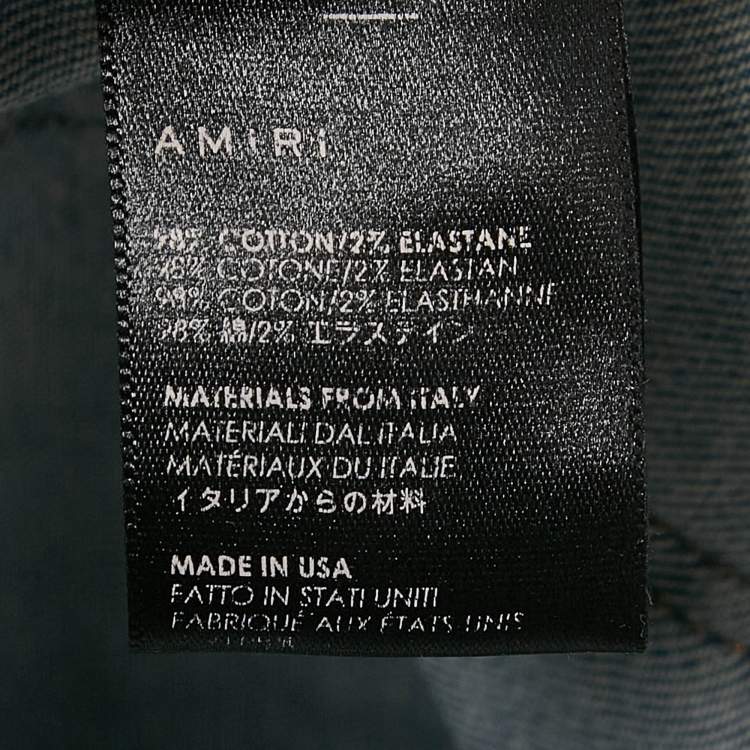 AMIRI
98% COTTON/2% ELASTANE
98% COTONE/2% ELASTAN
98% COTON/2% ELASTHANNE
98% 綿/2% エラステイン
MATERIALS FROM ITALY
MATERIALI DAL ITALIA
MATÉRIAUX DU ITALIE
イタリアからの材料
MADE IN USA
FATTO IN STATI UNITI
FABRIQUÉ AUX ÉTATS-UNIS